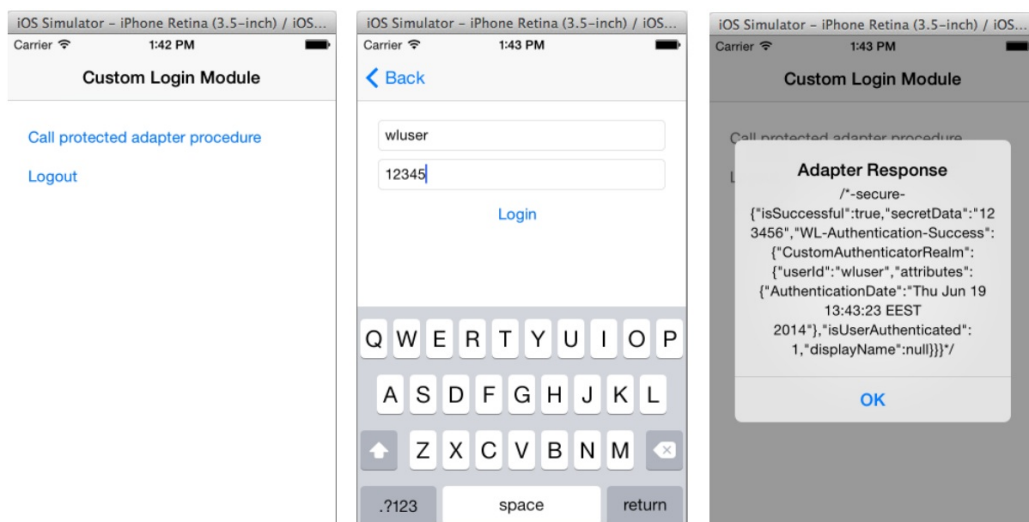 iOS Simulator – iPhone Retina (3.5-inch) / iOS...
Carrier 1:42 PM
Custom Login Module
Call protected adapter procedure
Logout
iOS Simulator – iPhone Retina (3.5-inch) / iOS...
Carrier 1:43 PM
Back
wluser
12345
Login
Q W E R T Y U I O P
A S D F G H J K L
Z X C V B N M
.?123 space return
iOS Simulator – iPhone Retina (3.5-inch) / iOS...
Carrier 1:43 PM
Custom Login Module
Call protected adapter procedure
L
Adapter Response
/*-secure-
{"isSuccessful":true,"secretData":"12
3456","WL-Authentication-Success":
{"CustomAuthenticatorRealm":
{"userId":"wluser","attributes":
{"AuthenticationDate":"Thu Jun 19
13:43:23 EEST
2014"},"isUserAuthenticated":
1,"displayName":null}}}*/
OK